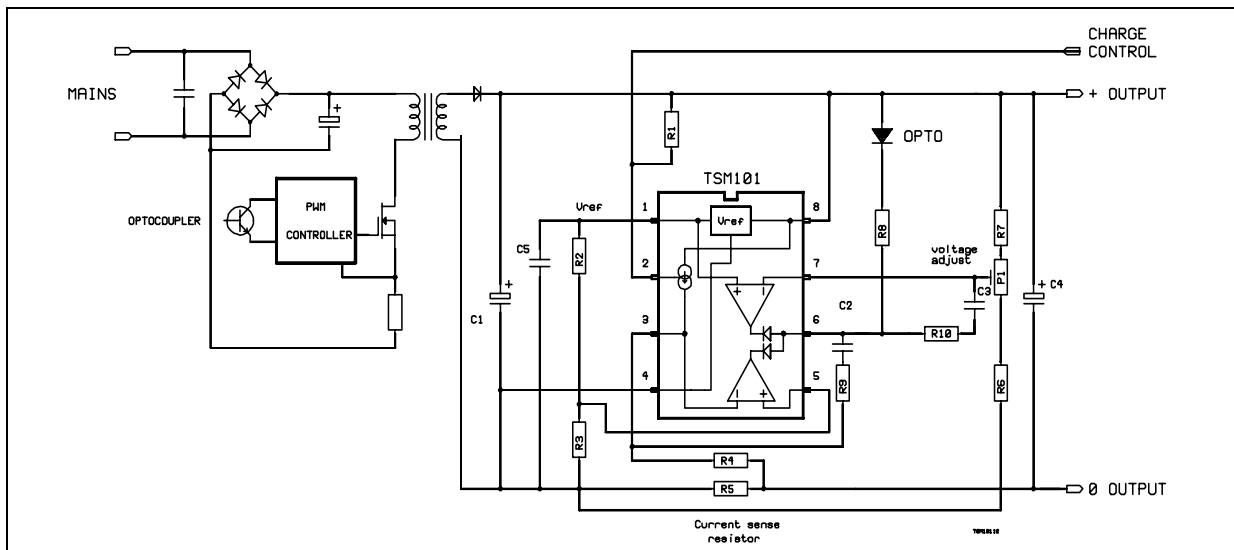 CHARGE
CONTROL
MAINS
+
+ OUTPUT
R1
OPTO
TSM101
OPTOCOUPLER
PWM
CONTROLLER
Vref
1
Vref
8
C5
R2
R8
R7
voltage
adjust
2
7
P1
+
C1
+
-
C3
+
C4
3
C2
6
R10
4
5
R9
R6
-
+
R3
R4
R5
0 OUTPUT
Current sense
resistor